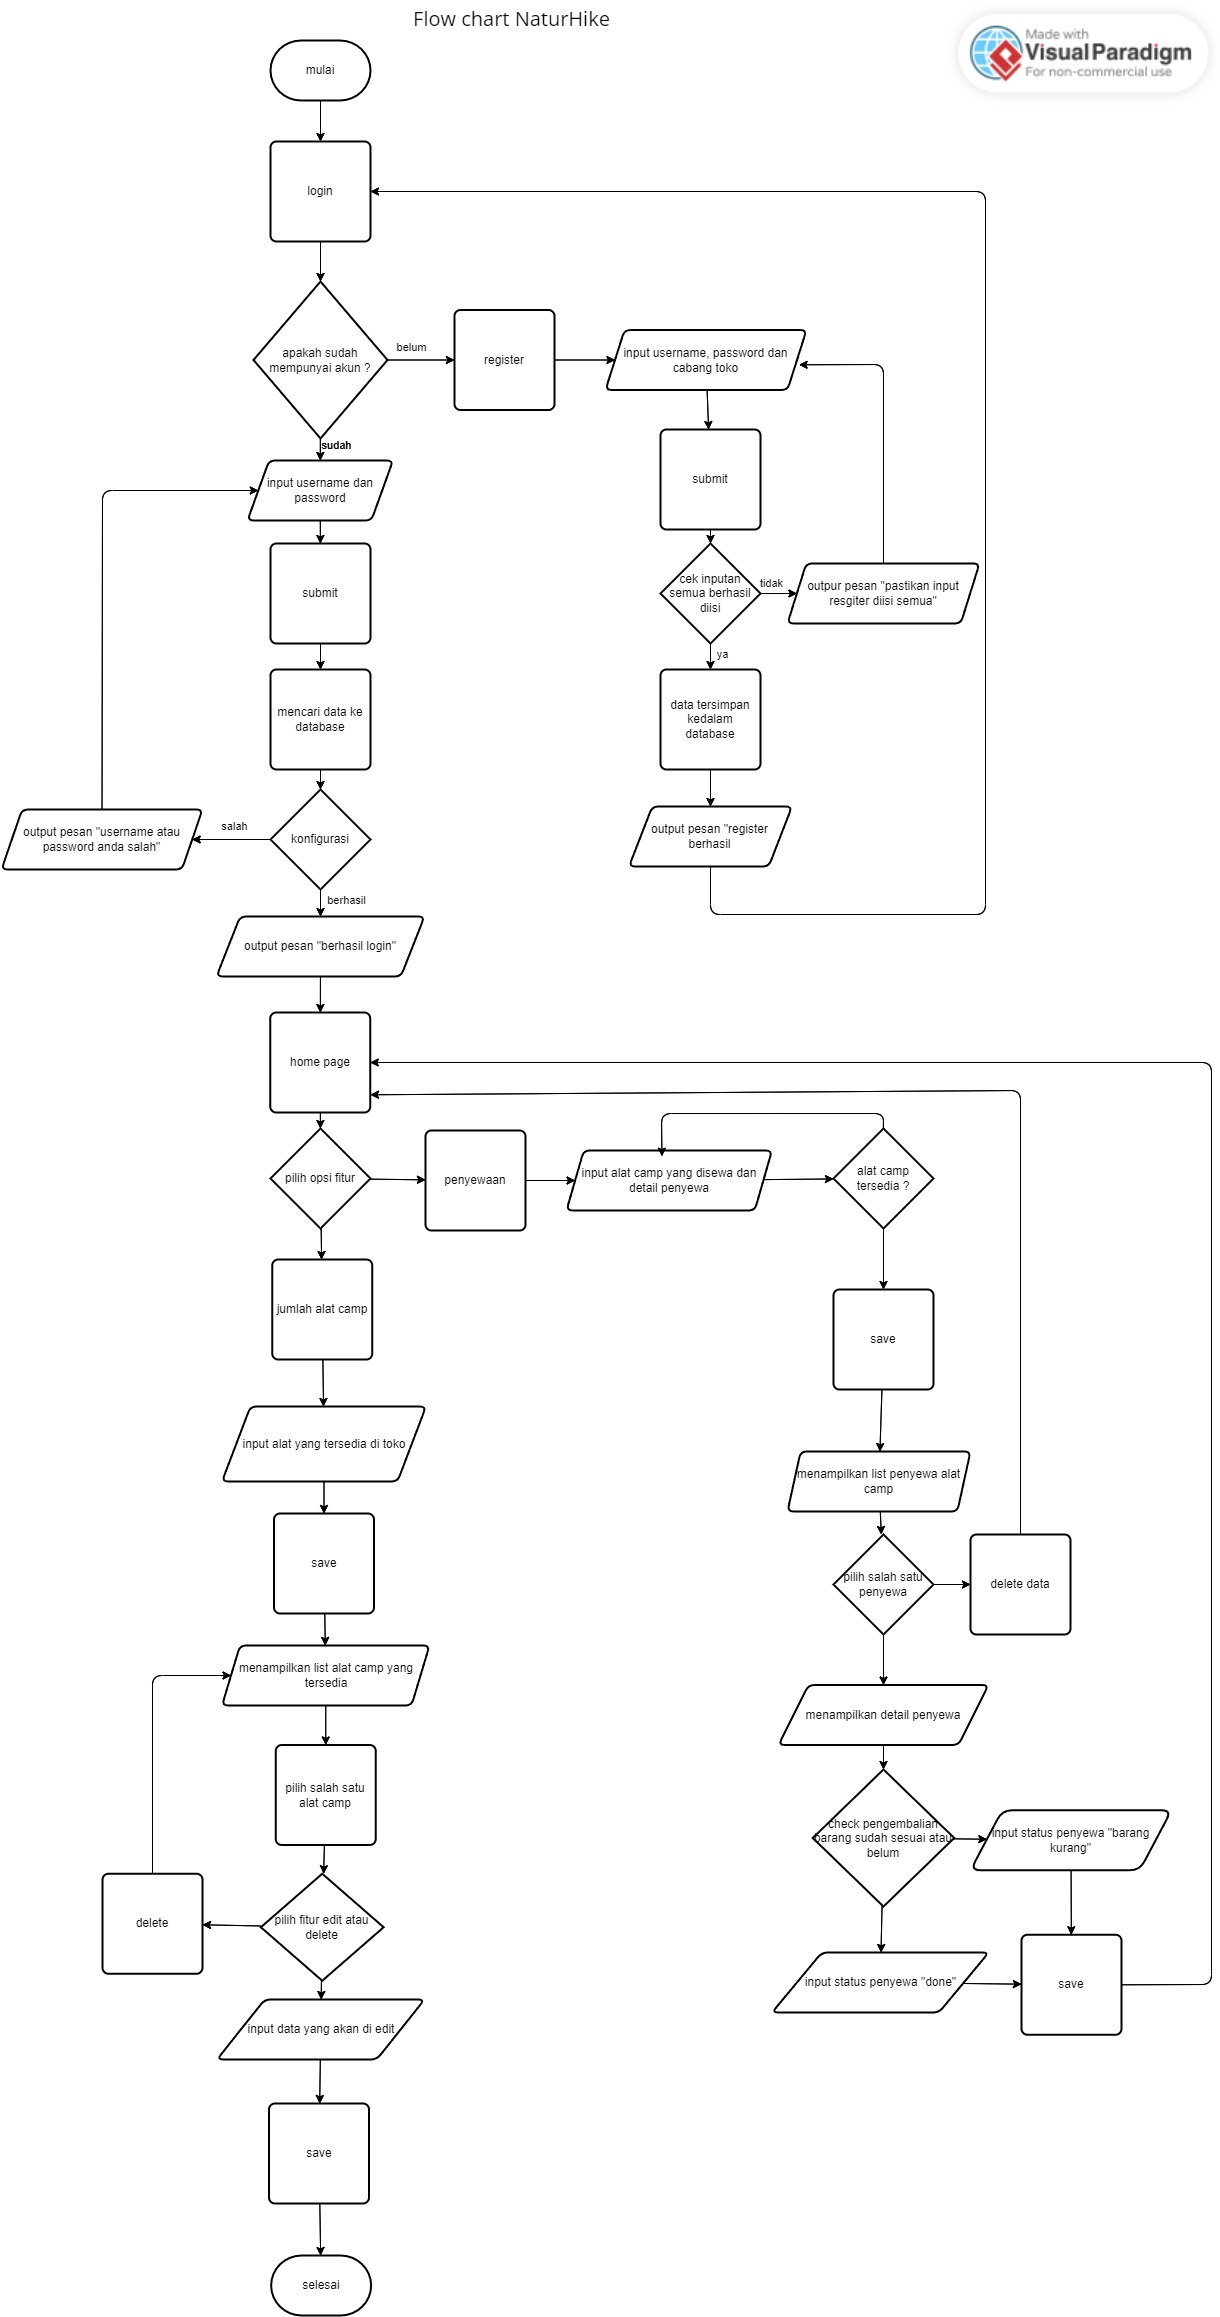 Flow chart NaturHike
Made with
VisualParadigm
For non-commercial use
mulai
login
apakah sudah
mempunyai akun ?
belum
register
input username, password dan
cabang toko
sudah
input username dan
password
submit
submit
cek inputan
semua berhasil
diisi
tidak
outpur pesan "pastikan input
resgiter diisi semua"
ya
mencari data ke
database
data tersimpan
kedalam
database
output pesan "username atau
password anda salah"
salah
konfigurasi
output pesan "register
berhasil
berhasil
output pesan "berhasil login"
home page
pilih opsi fitur
penyewaan
input alat camp yang disewa dan
detail penyewa
alat camp
tersedia ?
jumlah alat camp
save
input alat yang tersedia di toko
menampilkan list penyewa alat
camp
save
pilih salah satu
penyewa
delete data
menampilkan list alat camp yang
tersedia
menampilkan detail penyewa
pilih salah satu
alat camp
check pengembalian
barang sudah sesuai atau
belum
input status penyewa "barang
kurang"
delete
pilih fitur edit atau
delete
input status penyewa "done"
save
input data yang akan di edit
save
selesai